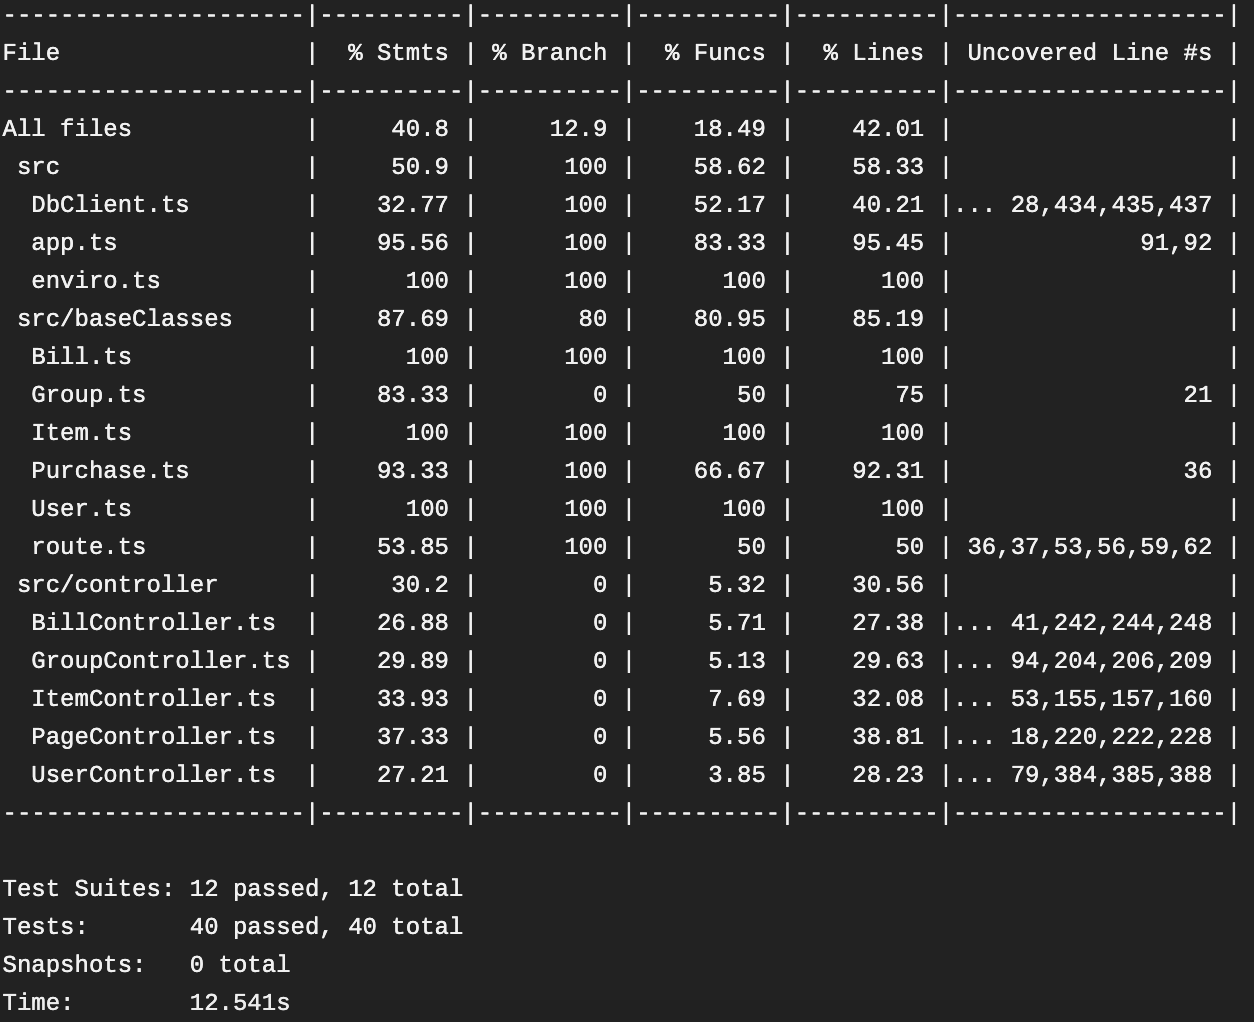 ---------------------|----------|----------|----------|----------|-------------------|
File                 |  % Stmts | % Branch |  % Funcs |  % Lines | Uncovered Line #s |
---------------------|----------|----------|----------|----------|-------------------|
All files            |     40.8 |     12.9 |    18.49 |    42.01 |                   |
 src                 |     50.9 |      100 |    58.62 |    58.33 |                   |
  DbClient.ts        |    32.77 |      100 |    52.17 |    40.21 |... 28,434,435,437 |
  app.ts             |    95.56 |      100 |    83.33 |    95.45 |             91,92 |
  enviro.ts          |      100 |      100 |      100 |      100 |                   |
 src/baseClasses     |    87.69 |       80 |    80.95 |    85.19 |                   |
  Bill.ts            |      100 |      100 |      100 |      100 |                   |
  Group.ts           |    83.33 |        0 |       50 |       75 |                21 |
  Item.ts            |      100 |      100 |      100 |      100 |                   |
  Purchase.ts        |    93.33 |      100 |    66.67 |    92.31 |                36 |
  User.ts            |      100 |      100 |      100 |      100 |                   |
  route.ts           |    53.85 |      100 |       50 |       50 | 36,37,53,56,59,62 |
 src/controller      |     30.2 |        0 |     5.32 |    30.56 |                   |
  BillController.ts  |    26.88 |        0 |     5.71 |    27.38 |... 41,242,244,248 |
  GroupController.ts |    29.89 |        0 |     5.13 |    29.63 |... 94,204,206,209 |
  ItemController.ts  |    33.93 |        0 |     7.69 |    32.08 |... 53,155,157,160 |
  PageController.ts  |    37.33 |        0 |     5.56 |    38.81 |... 18,220,222,228 |
  UserController.ts  |    27.21 |        0 |     3.85 |    28.23 |... 79,384,385,388 |
---------------------|----------|----------|----------|----------|-------------------|
Test Suites: 12 passed, 12 total
Tests:       40 passed, 40 total
Snapshots:   0 total
Time:        12.541s